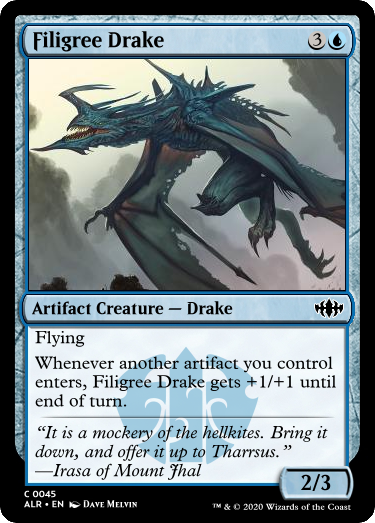 Filigree Drake 3
Artifact Creature — Drake
Flying
Whenever another artifact you control
enters, Filigree Drake gets +1/+1 until
end of turn.
“It is a mockery of the hellkites. Bring it
down, and offer it up to Tharrsus.”
—Irasa of Mount Jhal
2/3
C 0045
ALR • EN Dave Melvin
™ & © 2020 Wizards of the Coast